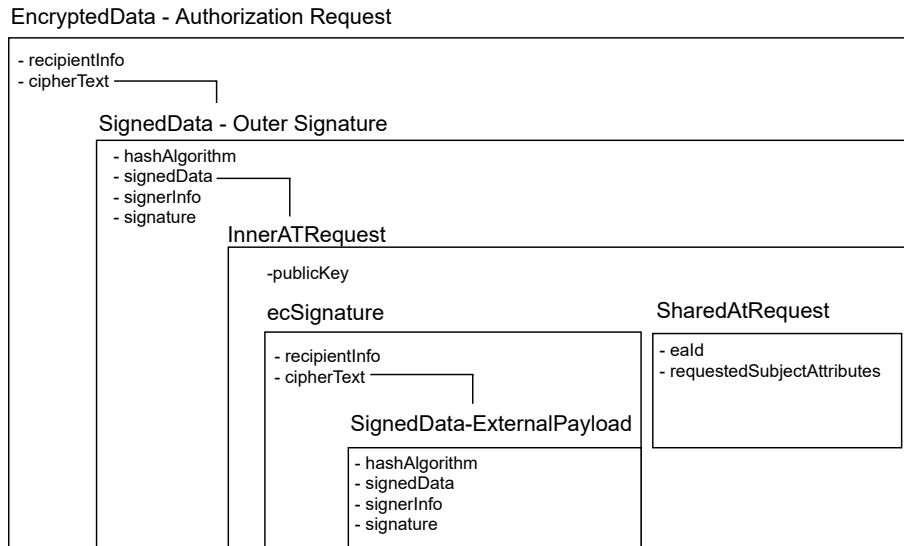 EncryptedData - Authorization Request
- recipientInfo
- cipherText
SignedData - Outer Signature
- hashAlgorithm
- signedData
- signerInfo
- signature
InnerATRequest
-publicKey
ecSignature
- recipientInfo
- cipherText
SignedData-ExternalPayload
- hashAlgorithm
- signedData
- signerInfo
- signature
SharedAtRequest
- eaId
- requestedSubjectAttributes